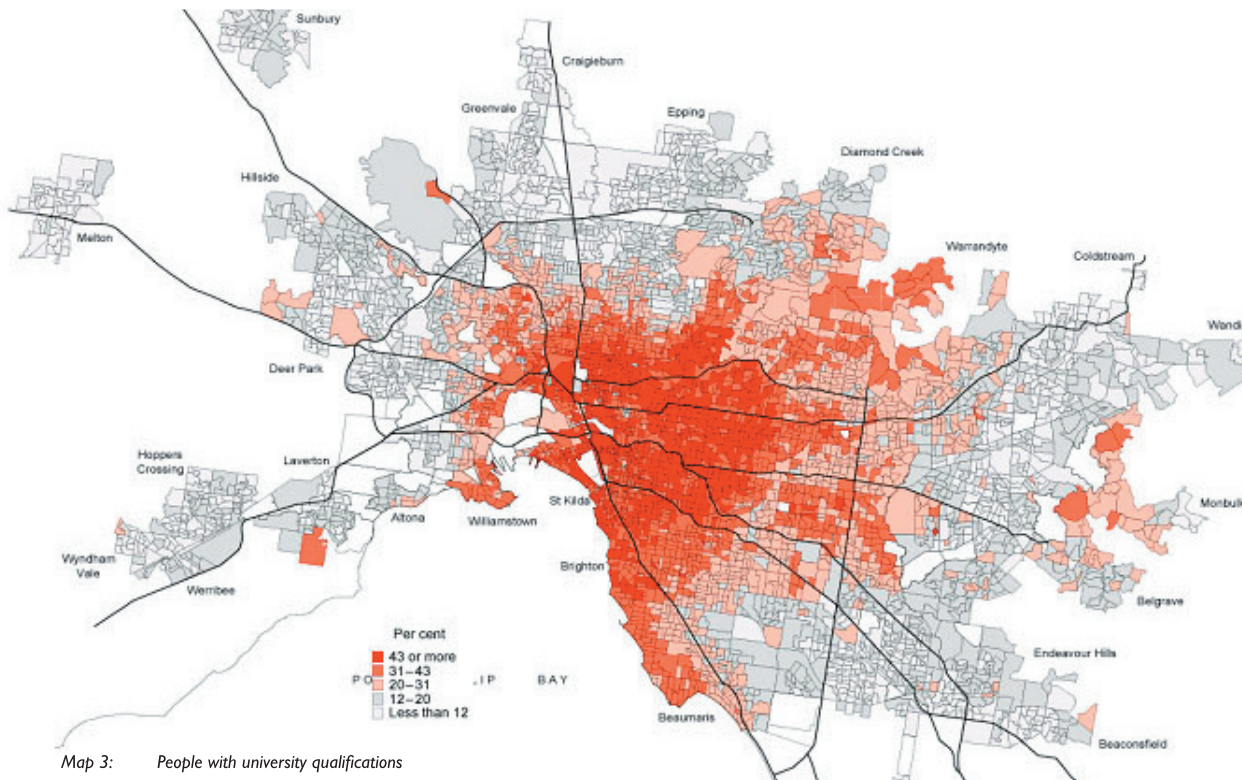 Sunbury
Craigieburn
Greenvale
Epping
Diamond Creek
Hillside
Melton
Warrandyte
Coldstream
Wandi
Deer Park
Hoppers
Crossing
Laverton
St Kilda
Altona
Williamstown
Monbulk
Wyndham
Vale
Brighton
Werribee
Belgrave
Per cent
43 or more
31–43
20–31
12–20
Less than 12
PO IP BAY
Endeavour Hills
Beaumaris
Beaconsfield
Map 3: People with university qualifications